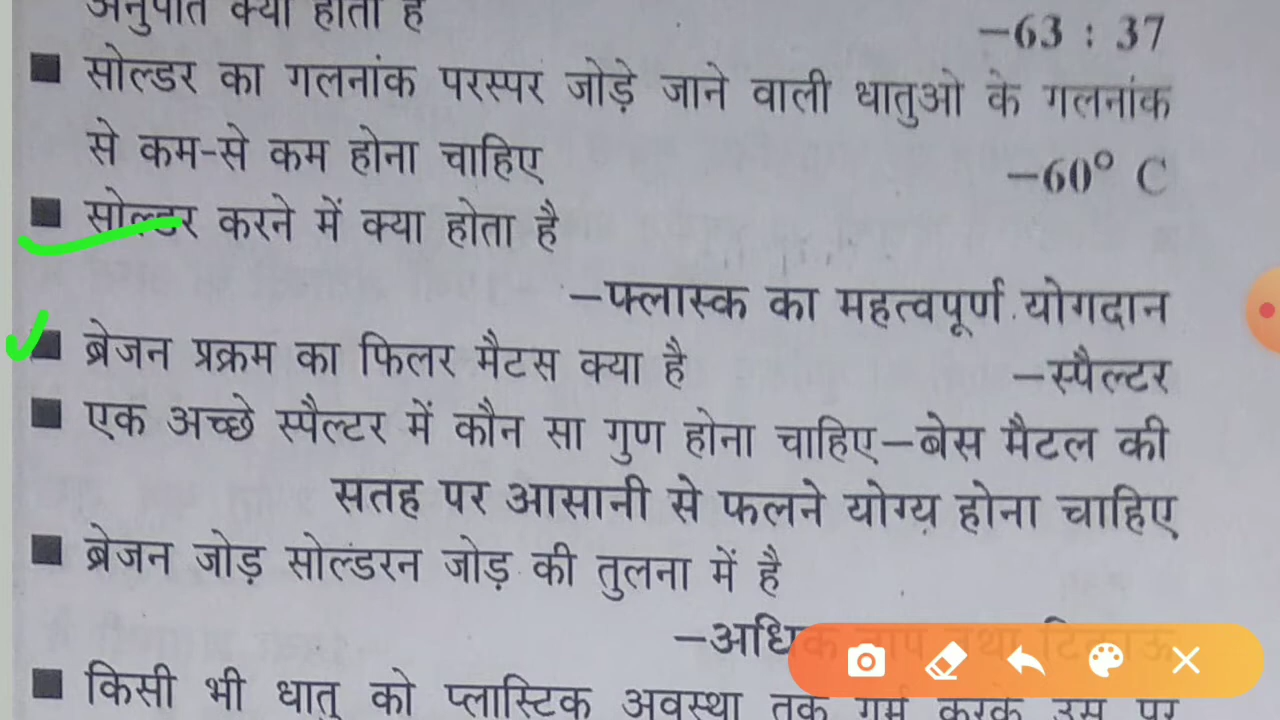 अनुपात क्या होता है
–63 : 37
■ सोल्डर का गलनांक परस्पर जोड़े जाने वाली धातुओ के गलनांक
से कम-से कम होना चाहिए –60° C
■ सोल्डर करने में क्या होता है
–फ्लास्क का महत्वपूर्ण योगदान
■ ब्रेजन प्रक्रम का फिलर मैटस क्या है –स्पैल्टर
■ एक अच्छे स्पैल्टर में कौन सा गुण होना चाहिए–बेस मैटल की
सतह पर आसानी से फलने योग्य होना चाहिए
■ ब्रेजन जोड़ सोल्डरन जोड़ की तुलना में है
–अधिक ताप तथा टिकाऊ
■ किसी भी धातु को प्लास्टिक अवस्था तक गर्म करके उस पर